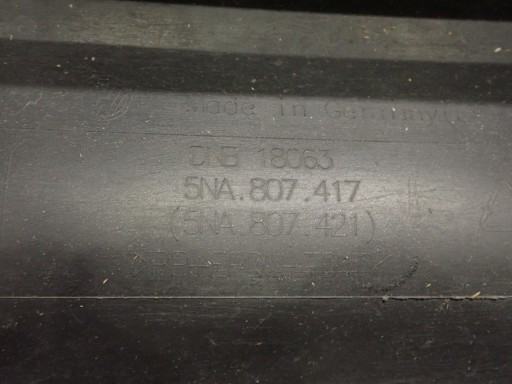 Made in Germany
DNB 18063
5NA.807.417
(5NA.807.421)